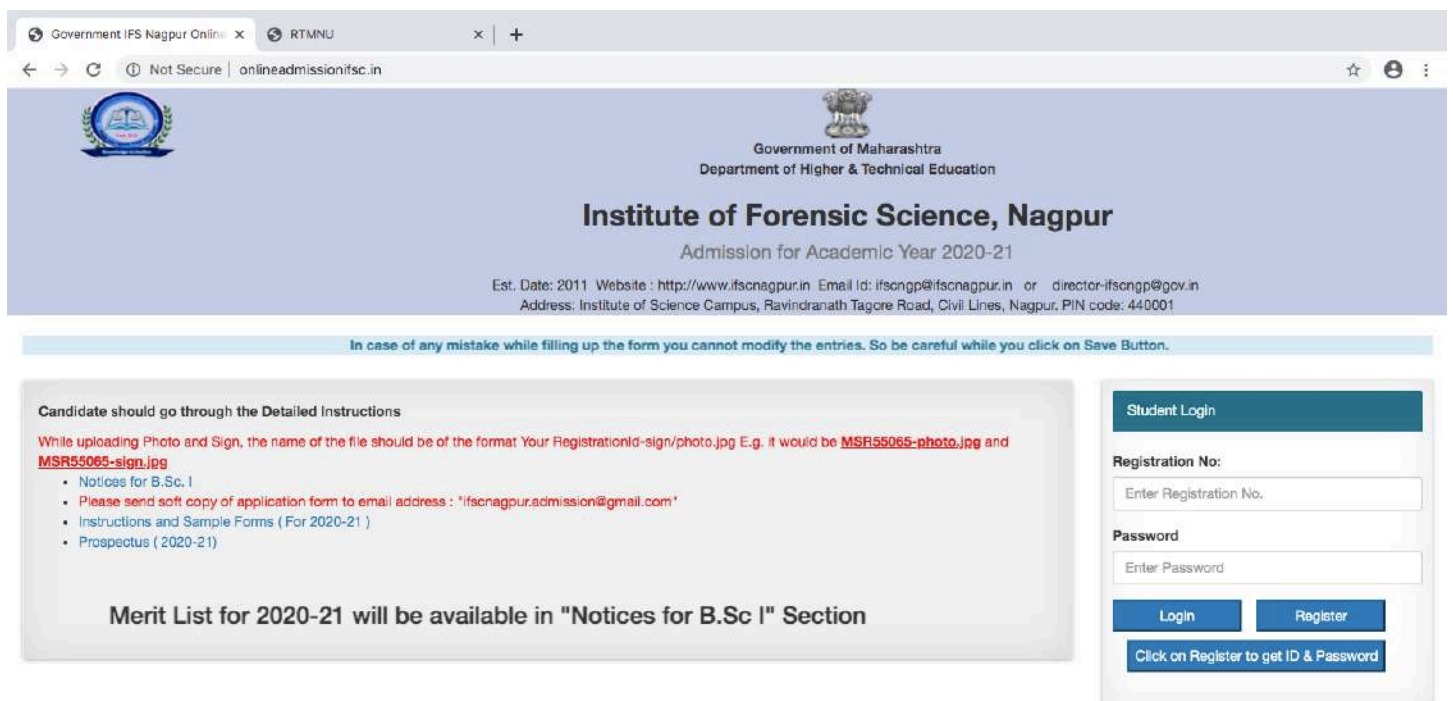 Government IFS Nagpur Online
RTMNU
Not Secure | onlineadmissionifsc.in
Government of Maharashtra
Department of Higher & Technical Education
Institute of Forensic Science, Nagpur
Admission for Academic Year 2020-21
Est. Date: 2011 Website : http://www.ifscnagpur.in Email Id: ifscngp@ifscnagpur.in or director-ifscngp@gov.in
Address: Institute of Science Campus, Ravindranath Tagore Road, Civil Lines, Nagpur. PIN code: 440001
In case of any mistake while filling up the form you cannot modify the entries. So be careful while you click on Save Button.
Candidate should go through the Detailed Instructions
While uploading Photo and Sign, the name of the file should be of the format Your RegistrationId-sign/photo.jpg E.g. it would be MSR55065-photo.jpg and
MSR55065-sign.jpg
• Notices for B.Sc. I
• Please send soft copy of application form to email address : "ifscnagpur.admission@gmail.com"
• Instructions and Sample Forms ( For 2020-21 )
• Prospectus ( 2020-21)
Merit List for 2020-21 will be available in "Notices for B.Sc I" Section
Student Login
Registration No:
Enter Registration No.
Password
Enter Password
Login Register
Click on Register to get ID & Password